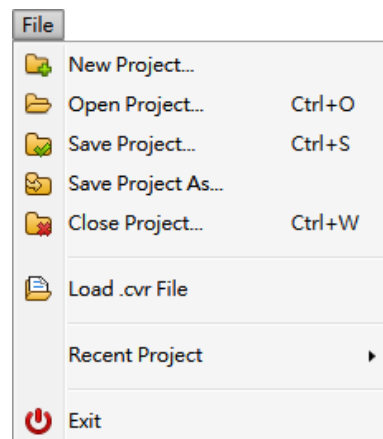 File
New Project...
Open Project... Ctrl+O
Save Project... Ctrl+S
Save Project As...
Close Project... Ctrl+W
Load .cvr File
Recent Project
Exit